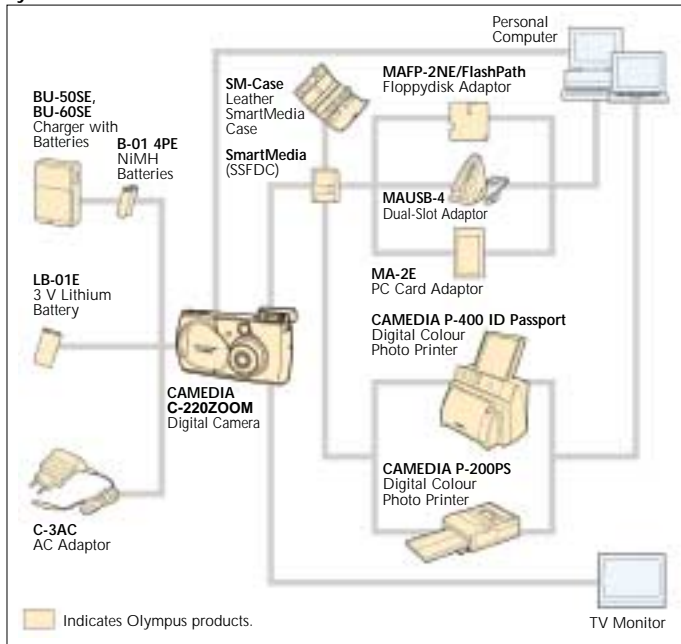 Personal
Computer
MAFP-2NE/FlashPath
Floppydisk Adaptor
SM-Case
Leather
SmartMedia
Case
BU-50SE,
BU-60SE
Charger with
Batteries
B-01 4PE
NiMH
Batteries
SmartMedia
(SSFDC)
MAUSB-4
Dual-Slot Adaptor
LB-01E
3 V Lithium
Battery
MA-2E
PC Card Adaptor
CAMEDIA P-400 ID Passport
Digital Colour
Photo Printer
CAMEDIA
C-220ZOOM
Digital Camera
CAMEDIA P-200PS
Digital Colour
Photo Printer
C-3AC
AC Adaptor
Indicates Olympus products.
TV Monitor